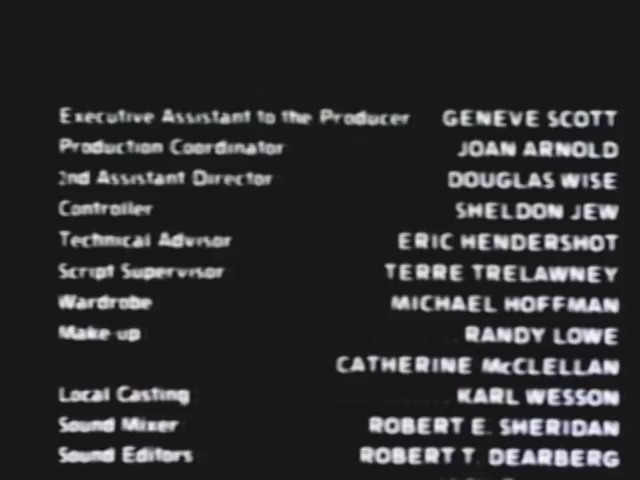 Executive Assistant to the Producer GENEVE SCOTT
Production Coordinator JOAN ARNOLD
2nd Assistant Director DOUGLAS WISE
Controller SHELDON JEW
Technical Advisor ERIC HENDERSHOT
Script Supervisor TERRE TRELAWNEY
Wardrobe MICHAEL HOFFMAN
Make-up RANDY LOWE
CATHERINE McCLELLAN
Local Casting KARL WESSON
Sound Mixer ROBERT E. SHERIDAN
Sound Editors ROBERT T. DEARBERG